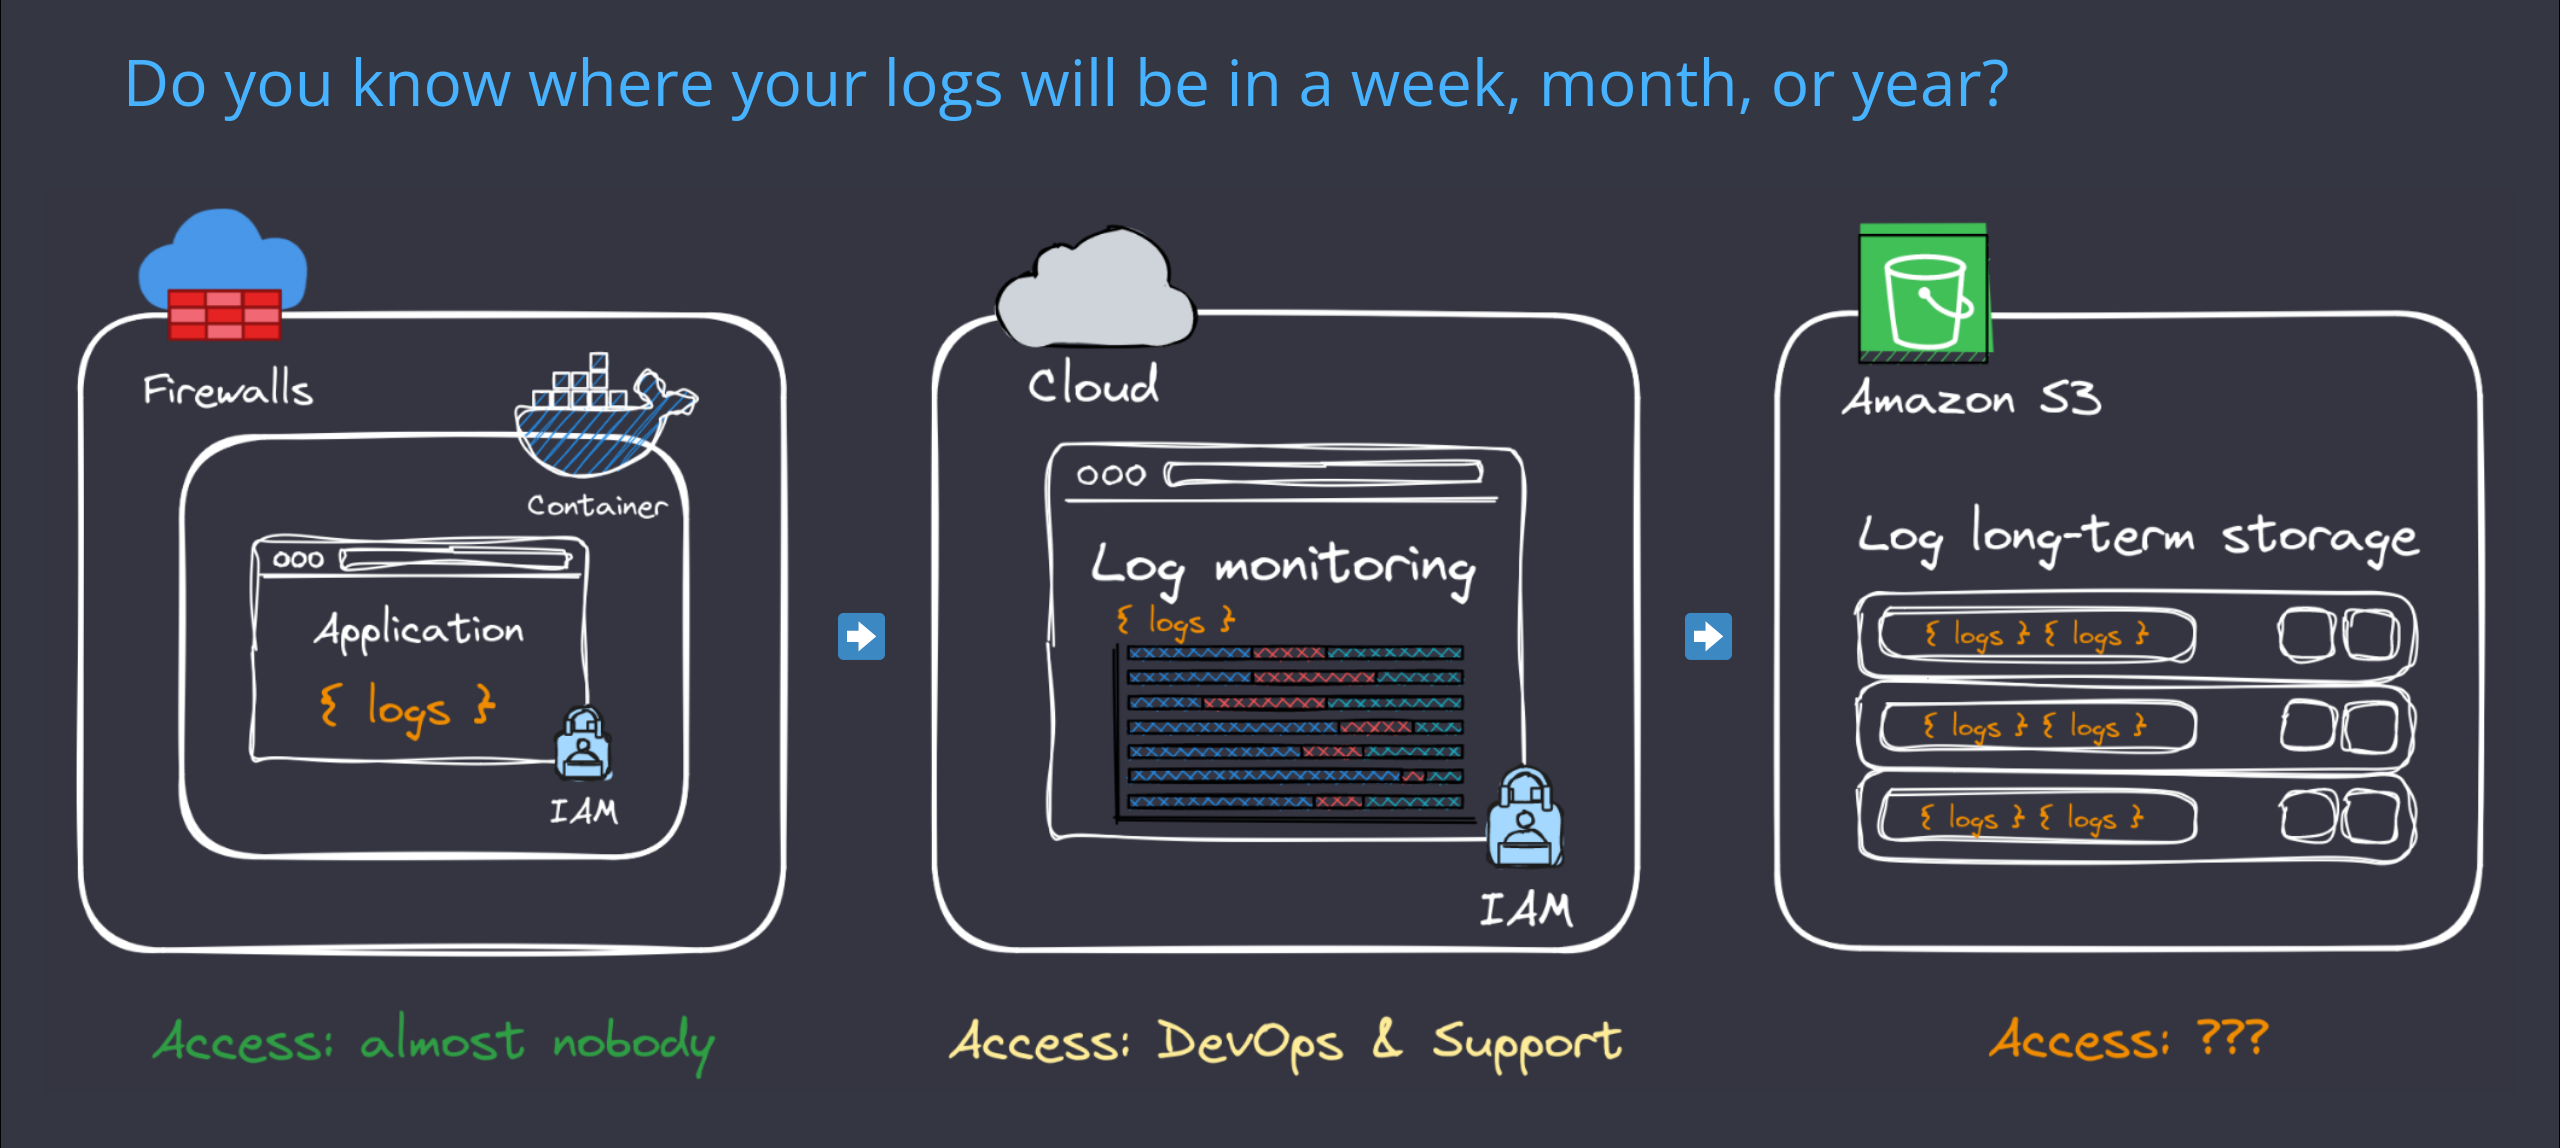 Do you know where your logs will be in a week, month, or year?
Firewalls
Container
Application
{ logs }
IAM
Access: almost nobody
Cloud
Log monitoring
{ logs }
IAM
Access: DevOps & Support
Amazon S3
Log long-term storage
{ logs } { logs }
{ logs } { logs }
{ logs } { logs }
Access: ???